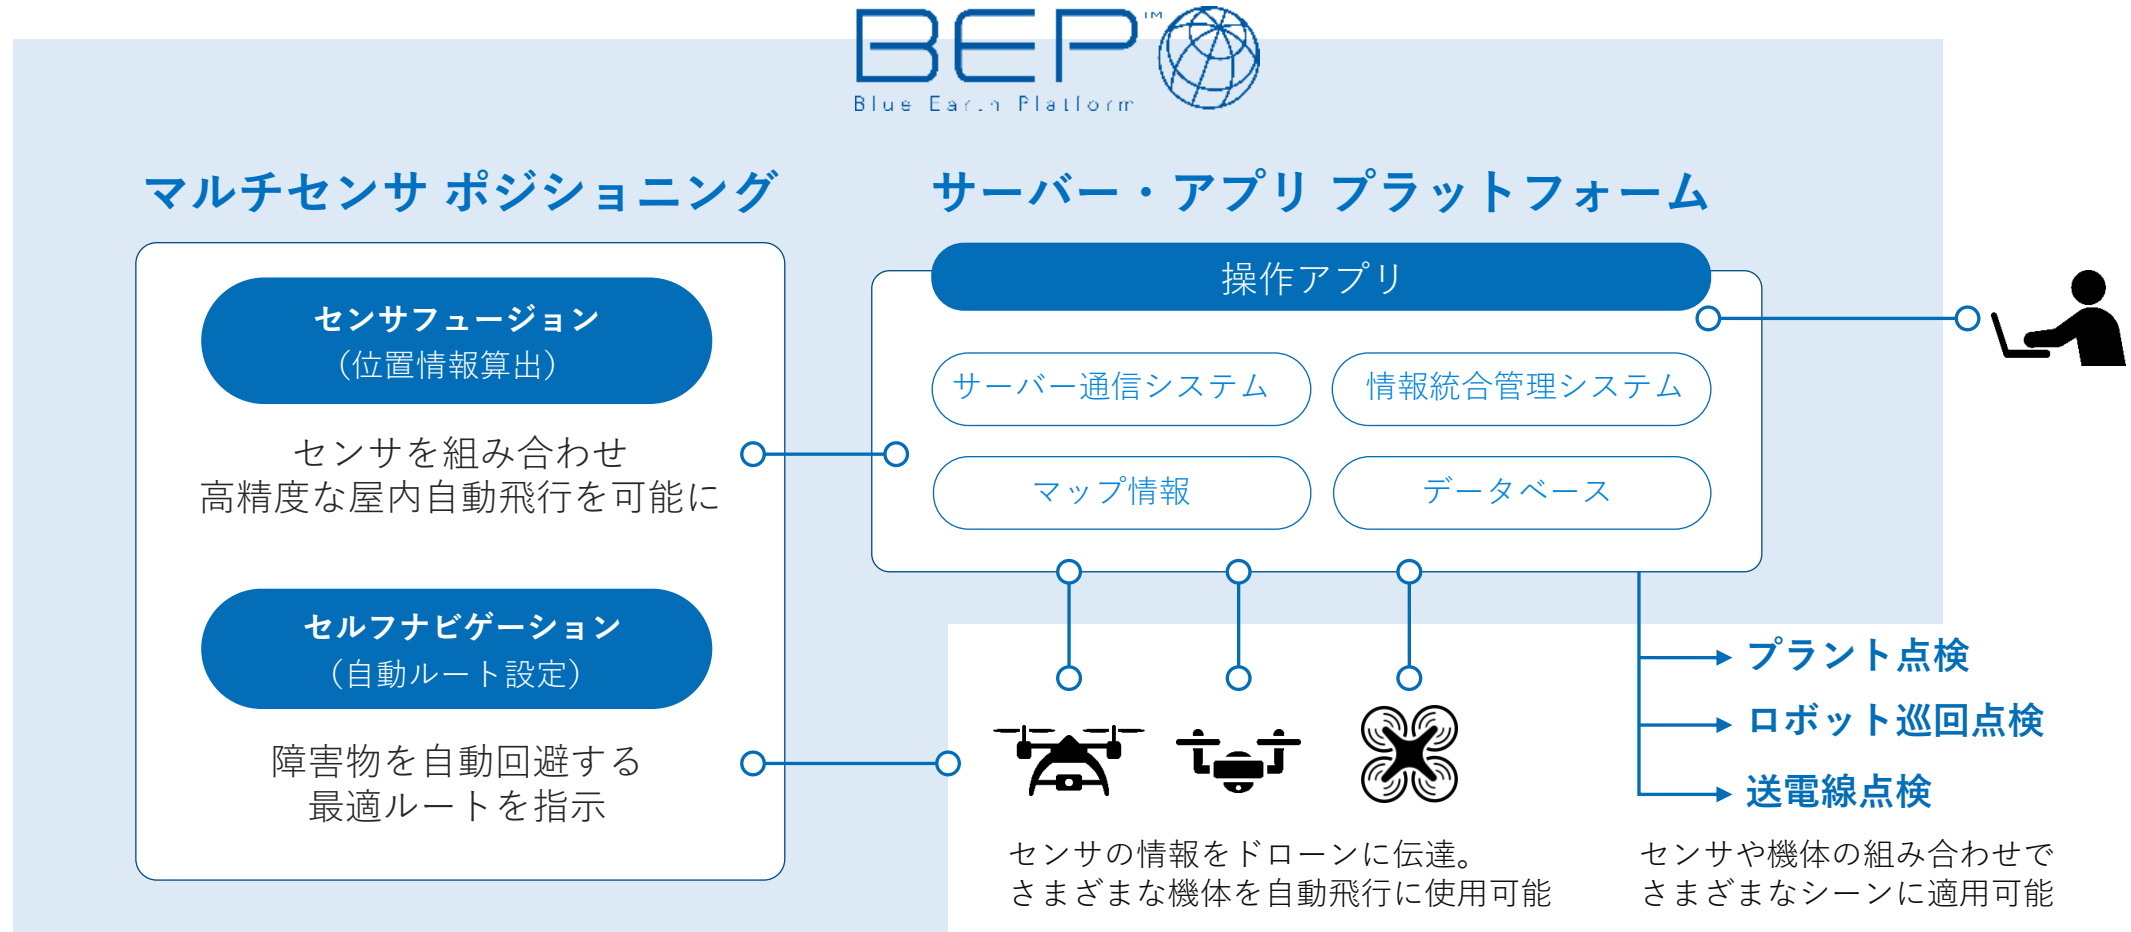 BEP™
Blue Earth Platform
マルチセンサ ポジショニング
センサフュージョン
（位置情報算出）
センサを組み合わせ
高精度な屋内自動飛行を可能に
セルフナビゲーション
（自動ルート設定）
障害物を自動回避する
最適ルートを指示
サーバー・アプリ プラットフォーム
操作アプリ
サーバー通信システム
情報統合管理システム
マップ情報
データベース
センサの情報をドローンに伝達。
さまざまな機体を自動飛行に使用可能
プラント点検
ロボット巡回点検
送電線点検
センサや機体の組み合わせで
さまざまなシーンに適用可能